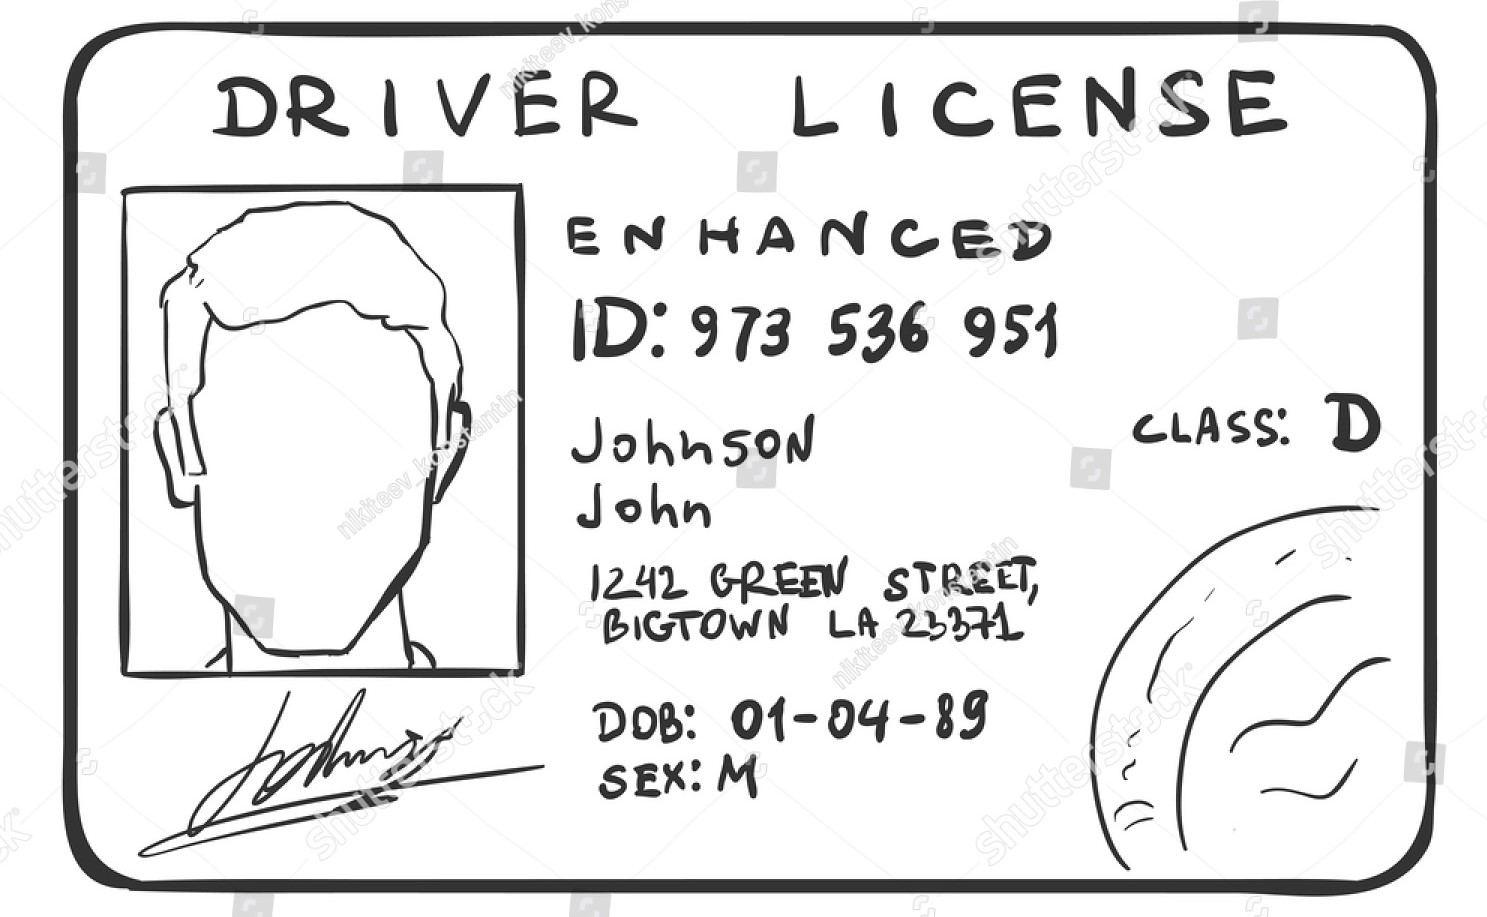 DRIVER LICENSE
ENHANCED
ID: 973 536 951
CLASS: D
JohnsoN
John
1242 GREEN STREET,
BIGTOWN LA 23371
DOB: 01-04-89
SEX: M
shutterstock
nikiteev_konstantin